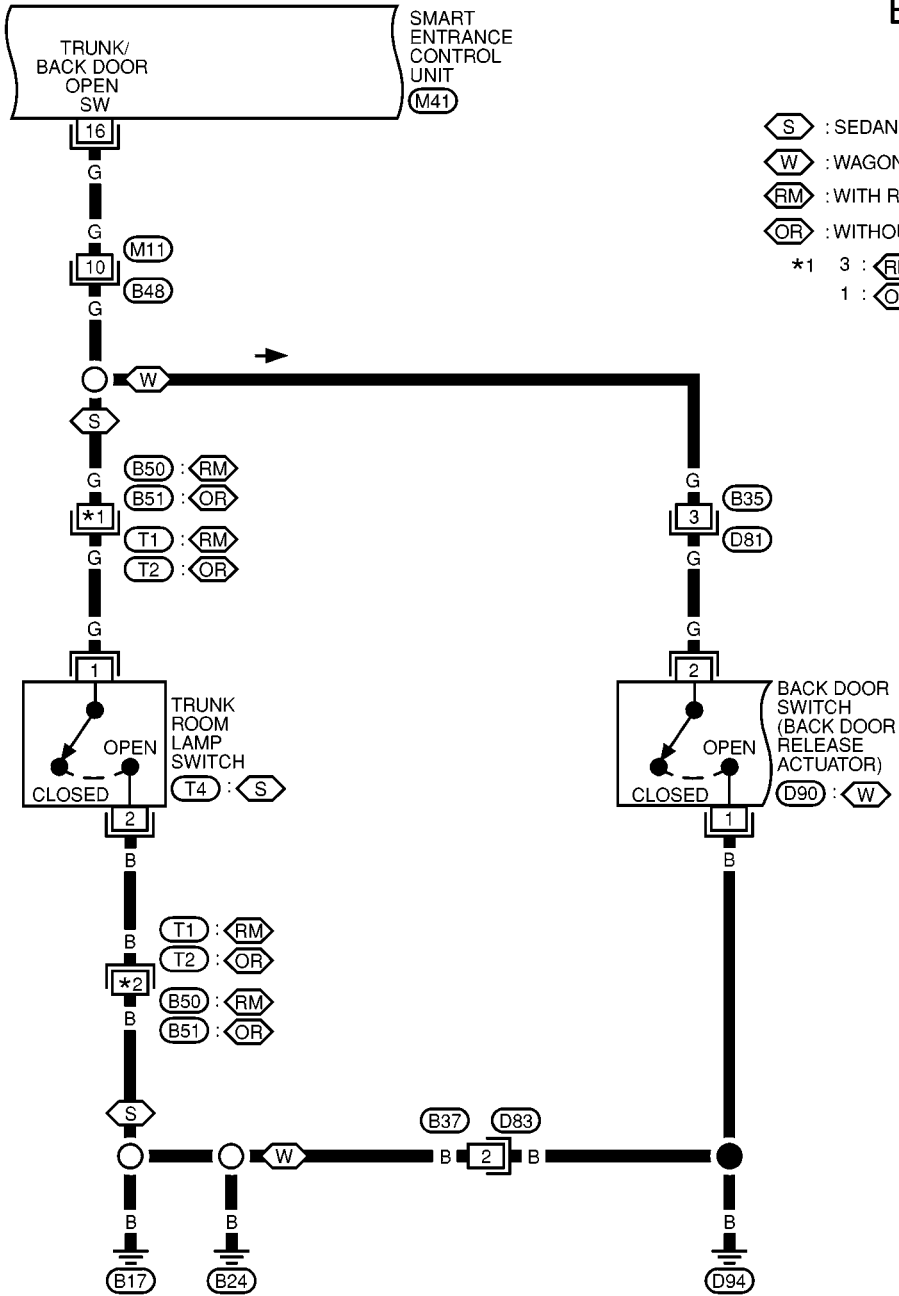 E
SMART
ENTRANCE
CONTROL
UNIT
M41
TRUNK/
BACK DOOR
OPEN
SW
16
G
G
M11
10
B48
G
S : SEDAN
W : WAGON
RM : WITH R
OR : WITHOU
*1 3 : R
1 : O
W
S
G
B50 : RM
B51 : OR
*1
T1 : RM
T2 : OR
G
G
1
G
B35
3
D81
G
G
2
TRUNK
ROOM
LAMP
SWITCH
T4 : S
OPEN
CLOSED
2
B
BACK DOOR
SWITCH
(BACK DOOR
RELEASE
ACTUATOR)
D90 : W
OPEN
CLOSED
1
B
B
T1 : RM
T2 : OR
*2
B50 : RM
B51 : OR
B
S
W
B37 D83
B 2 B
B
B
B
B17
B24
D94